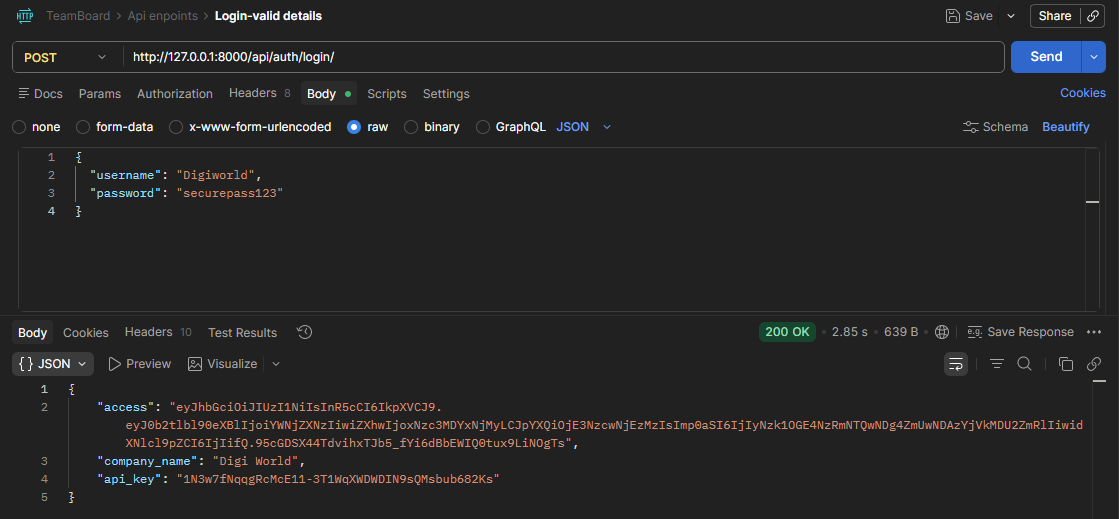 HTTP TeamBoard > Api enpoints > Login-valid details Save Share
POST http://127.0.0.1:8000/api/auth/login/ Send
Docs Params Authorization Headers 8 Body Scripts Settings Cookies
none form-data x-www-form-urlencoded raw binary GraphQL JSON Schema Beautify
1 {
2 "username": "Digiworld",
3 "password": "securepass123"
4 }
Body Cookies Headers 10 Test Results 200 OK • 2.85 s • 639 B e.g. Save Response
{} JSON Preview Visualize
1 {
2 "access": "eyJhbGciOiJIUzI1NiIsInR5cCI6IkpXVCJ9.
eyJ0b2tlbl90eXBlIjoiYWNjZXNzIiwiZXhwIjoxNzc3MDYxNjMyLCJpYXQiOjE3NzcwNjEzMzIsImp0aSI6IjIyNzk1OGE4NzRmNTQwNDg4ZmUwNDAzYjVkMDU2ZmRlIiwid
XNlcl9pZCI6IjIifQ.95cGDSX44TdvihxTJb5_fYi6dBbEWIQ0tux9LiNOgTs",
3 "company_name": "Digi World",
4 "api_key": "1N3w7fNqqgRcMcE11-3T1WqXWDWDIN9sQMsbub682Ks"
5 }